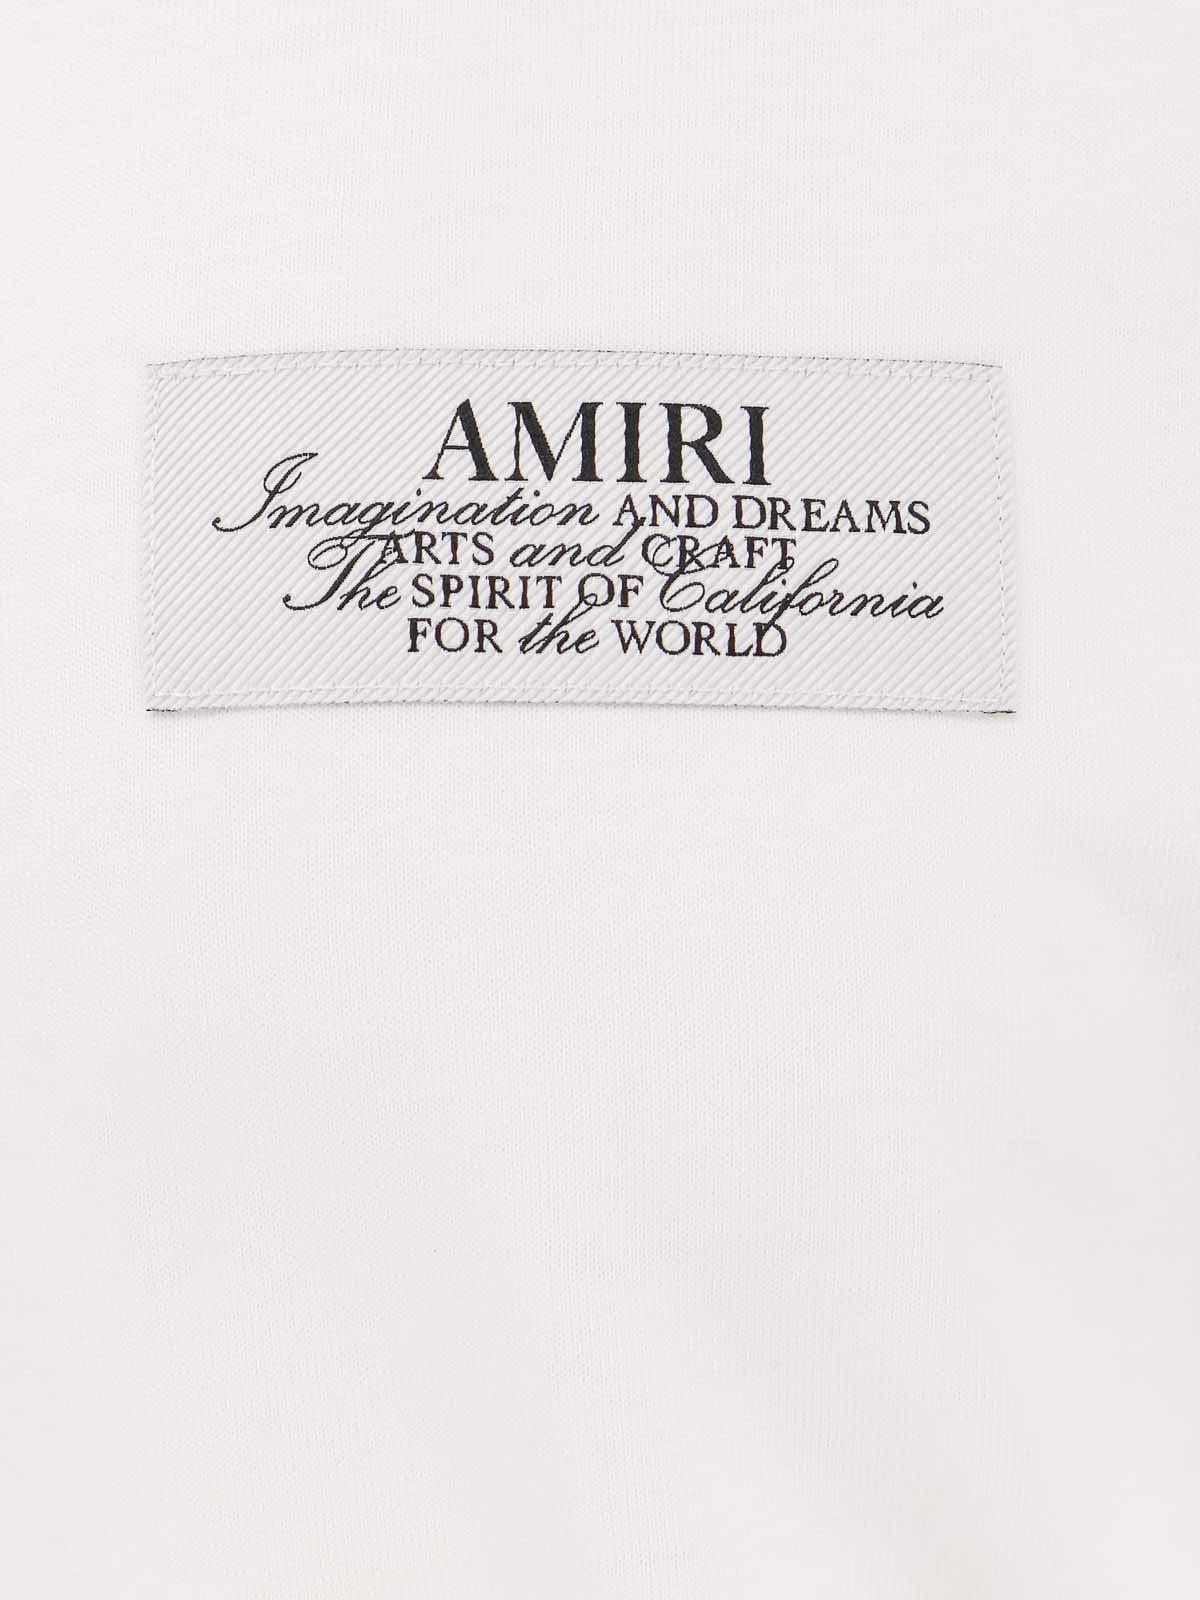 AMIRI
Imagination AND DREAMS
ARTS and CRAFT
The SPIRIT OF California
FOR the WORLD